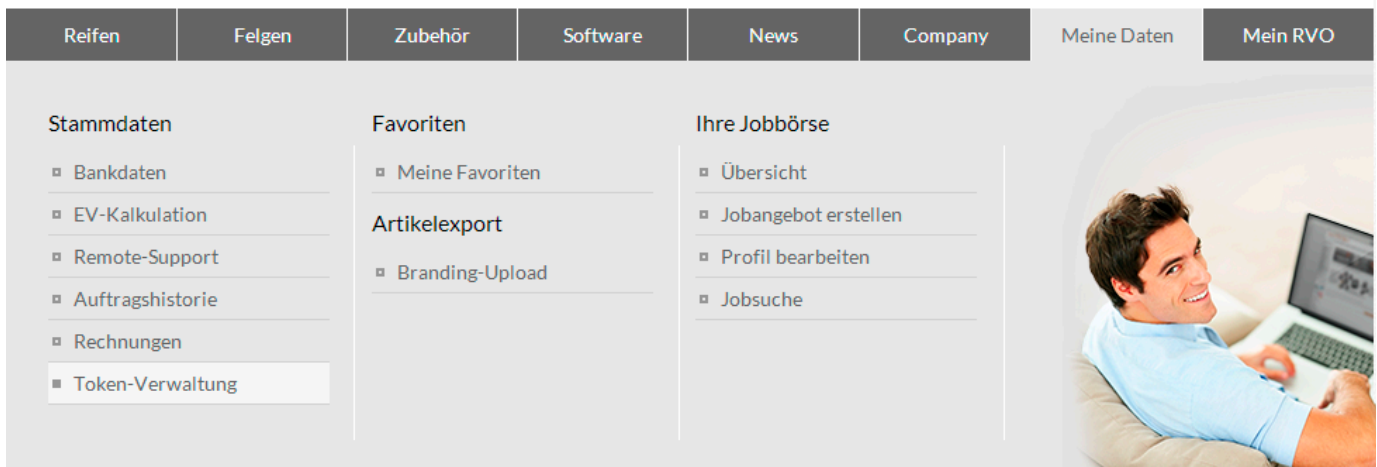 Reifen
Felgen
Zubehör
Software
News
Company
Meine Daten
Mein RVO
Stammdaten
Bankdaten
EV-Kalkulation
Remote-Support
Auftragshistorie
Rechnungen
Token-Verwaltung
Favoriten
Meine Favoriten
Artikelexport
Branding-Upload
Ihre Jobbörse
Übersicht
Jobangebot erstellen
Profil bearbeiten
Jobsuche